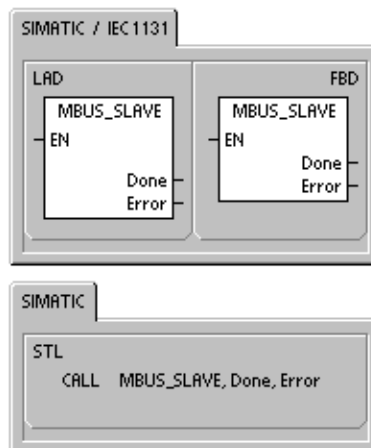 SIMATIC / IEC1131
LAD
FBD
MBUS_SLAVE
EN
Done
Error
MBUS_SLAVE
EN
Done
Error
SIMATIC
STL
CALL MBUS_SLAVE, Done, Error